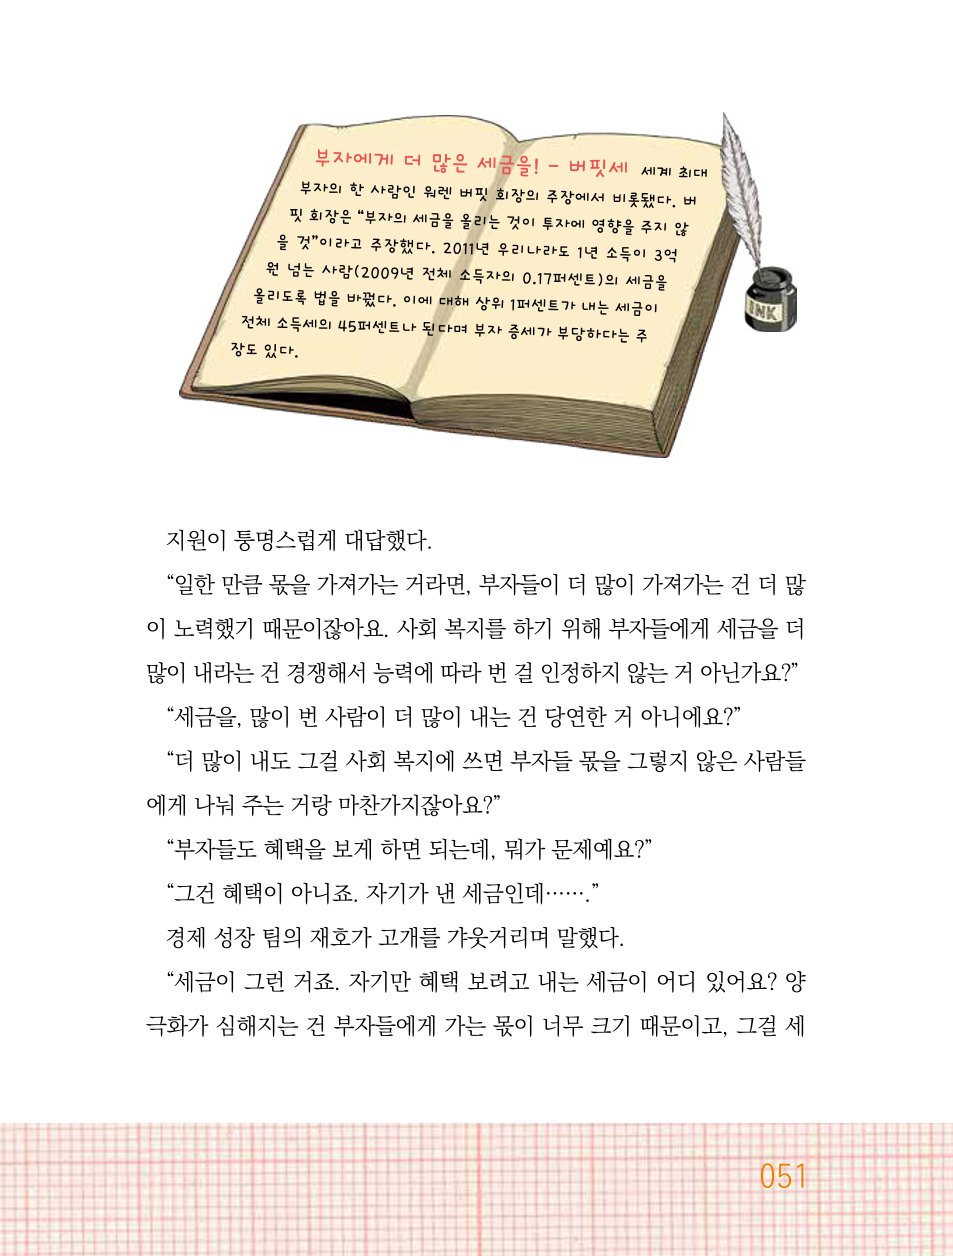 부자에게 더 많은 세금을! - 버핏세 세계 최대
부자의 한 사람인 워렌 버핏 회장의 주장에서 비롯됐다. 버
핏 회장은 “부자의 세금을 올리는 것이 투자에 영향을 주지 않
을 것”이라고 주장했다. 2011년 우리나라도 1년 소득이 3억
원 넘는 사람(2009년 전체 소득자의 0.17퍼센트)의 세금을
올리도록 법을 바꿨다. 이에 대해 상위 1퍼센트가 내는 세금이
전체 소득세의 45퍼센트나 된다며 부자 증세가 부당하다는 주
장도 있다.
INK
지원이 퉁명스럽게 대답했다.
“일한 만큼 몫을 가져가는 거라면, 부자들이 더 많이 가져가는 건 더 많
이 노력했기 때문이잖아요. 사회 복지를 하기 위해 부자들에게 세금을 더
많이 내라는 건 경쟁해서 능력에 따라 번 걸 인정하지 않는 거 아닌가요?”
“세금을, 많이 번 사람이 더 많이 내는 건 당연한 거 아니에요?”
“더 많이 내도 그걸 사회 복지에 쓰면 부자들 몫을 그렇지 않은 사람들
에게 나눠 주는 거랑 마찬가지잖아요?”
“부자들도 혜택을 보게 하면 되는데, 뭐가 문제예요?”
“그건 혜택이 아니죠. 자기가 낸 세금인데…….”
경제 성장 팀의 재호가 고개를 갸웃거리며 말했다.
“세금이 그런 거죠. 자기만 혜택 보려고 내는 세금이 어디 있어요? 양
극화가 심해지는 건 부자들에게 가는 몫이 너무 크기 때문이고, 그걸 세
051